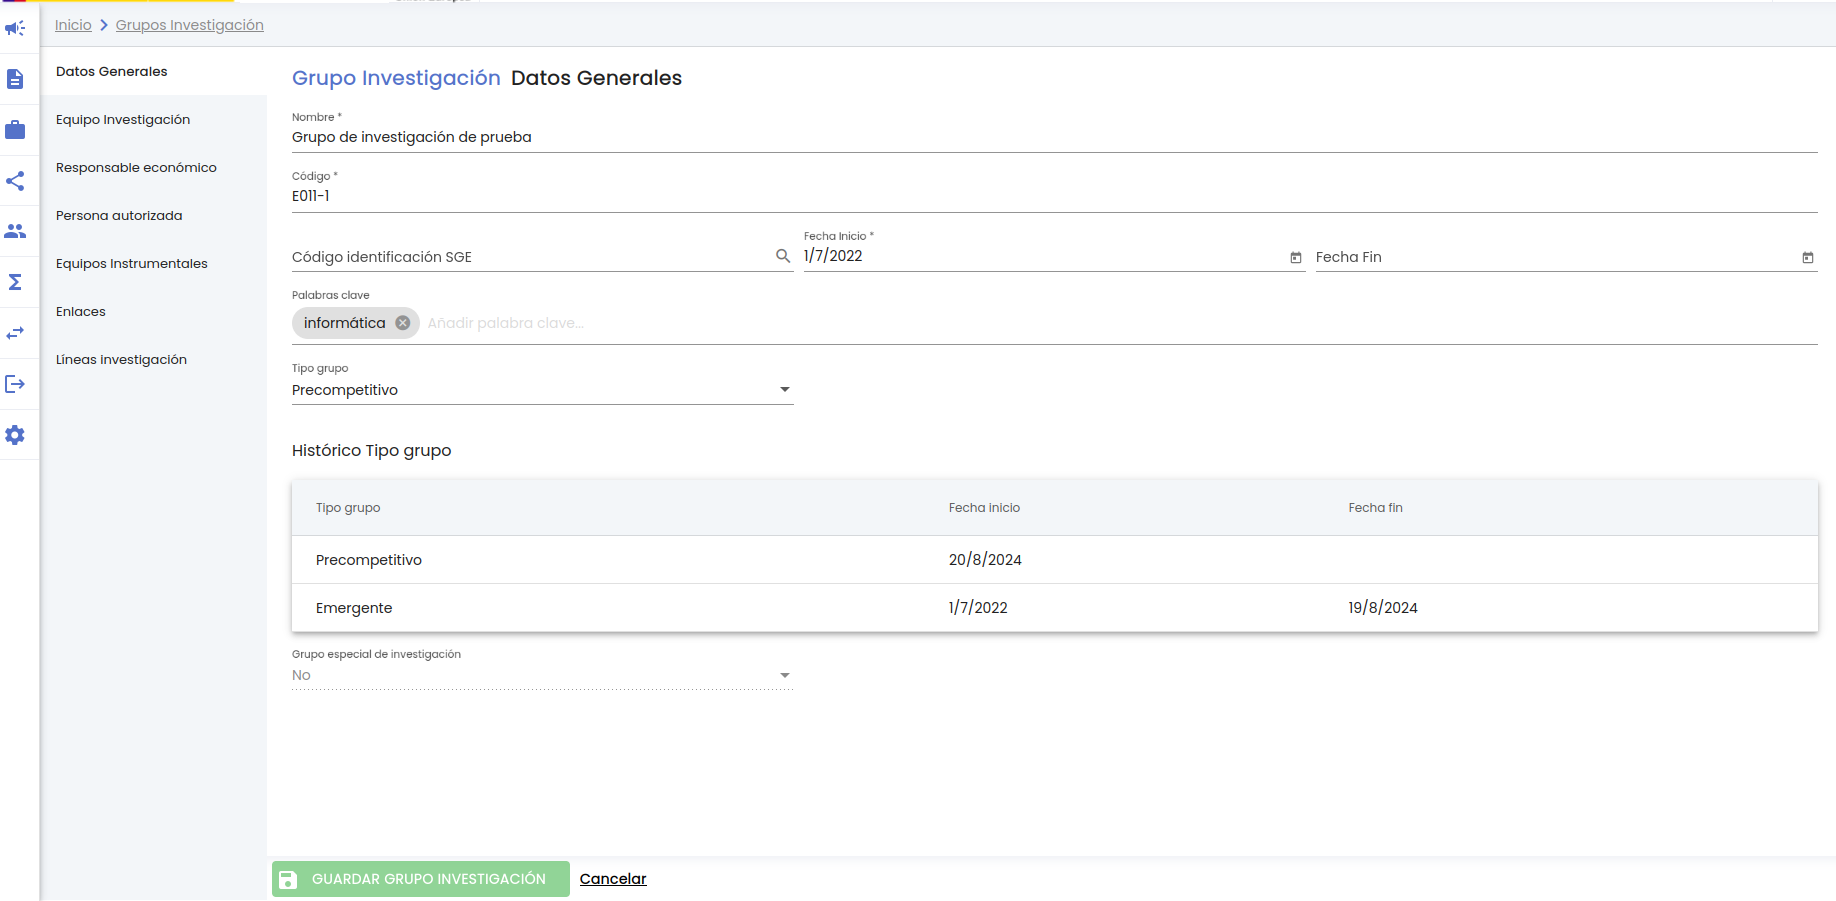 Inicio > Grupos Investigación
Datos Generales
Equipo Investigación
Responsable económico
Persona autorizada
Equipos Instrumentales
Enlaces
Líneas investigación
Grupo Investigación Datos Generales
Nombre *
Grupo de investigación de prueba
Código *
E011-1
Código identificación SGE
Fecha Inicio *
1/7/2022
Fecha Fin
Palabras clave
informática Añadir palabra clave...
Tipo grupo
Precompetitivo
Histórico Tipo grupo
Tipo grupo Fecha inicio Fecha fin
Precompetitivo 20/8/2024
Emergente 1/7/2022 19/8/2024
Grupo especial de investigación
No
GUARDAR GRUPO INVESTIGACIÓN Cancelar